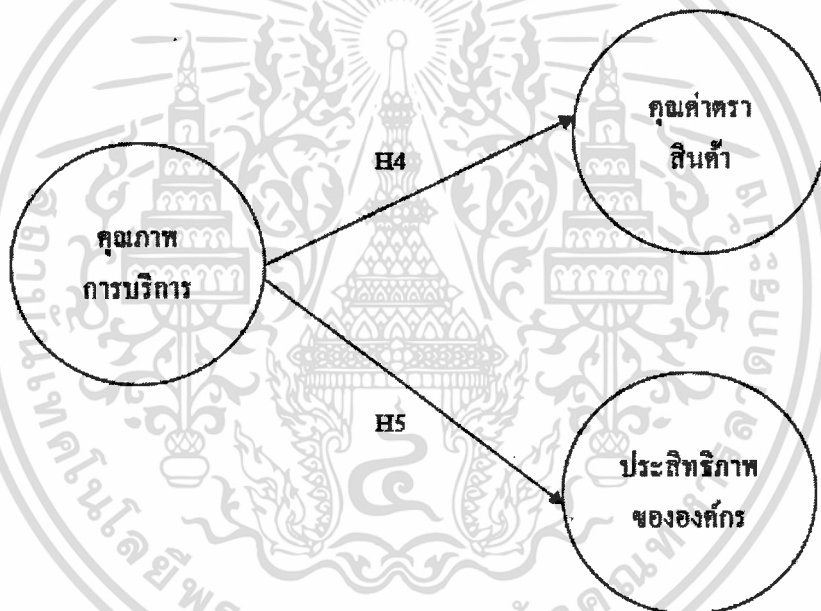 คุณค่าตรา
สินค้า
H4
คุณภาพ
การบริการ
H5
ประสิทธิภาพ
ขององค์กร